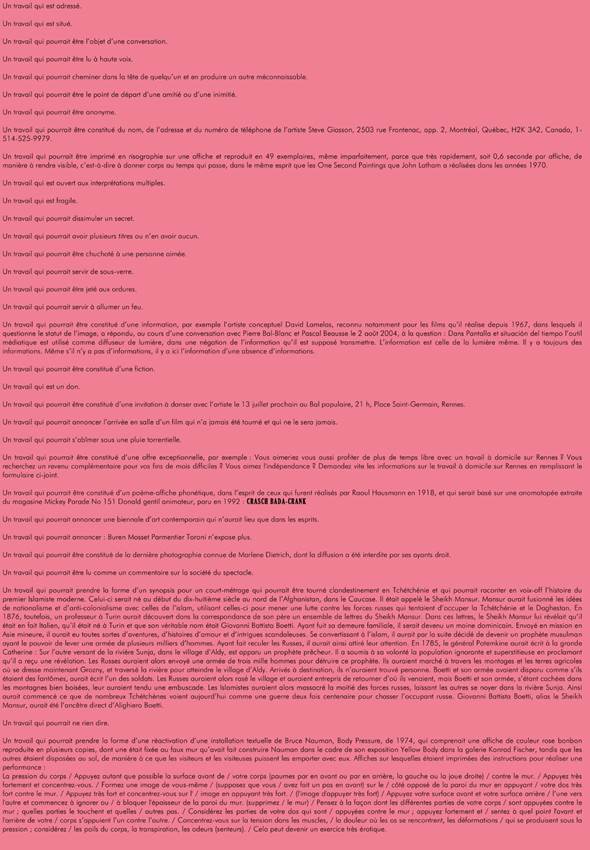 Un travail qui est adressé.
Un travail qui est situé.
Un travail qui pourrait être l'objet d'une conversation.
Un travail qui pourrait être lu à haute voix.
Un travail qui pourrait cheminer dans la tête de quelqu'un et en produire un autre méconnaissable.
Un travail qui pourrait être le point de départ d'une amitié ou d'une inimitié.
Un travail qui pourrait être anonyme.
Un travail qui pourrait être constitué du nom, de l'adresse et du numéro de téléphone de l'artiste Steve Giasson, 2503 rue Frontenac, app. 2, Montréal, Québec, H2K 3A2, Canada, 1-
514-525-9979.
Un travail qui pourrait être imprimé en risographie sur une affiche et reproduit en 49 exemplaires, même imparfaitement, parce que très rapidement, soit 0,6 seconde par affiche, de
manière à rendre visible, c'est-à-dire à donner corps au temps qui passe, dans le même esprit que les One Second Paintings que John Latham a réalisées dans les années 1970.
Un travail qui est ouvert aux interprétations multiples.
Un travail qui est fragile.
Un travail qui pourrait dissimuler un secret.
Un travail qui pourrait avoir plusieurs titres ou n'en avoir aucun.
Un travail qui pourrait être chuchoté à une personne aimée.
Un travail qui pourrait servir de sous-verre.
Un travail qui pourrait être jeté aux ordures.
Un travail qui pourrait servir à allumer un feu.
Un travail qui pourrait être constitué d'une information, par exemple l'artiste conceptuel David Lamelas, reconnu notamment pour les films qu'il réalise depuis 1967, dans lesquels il
questionne le statut de l'image, a répondu, au cours d'une conversation avec Pierre Bal-Blanc et Pascal Beausse le 2 août 2004, à la question : Dans Pantalla et situación del tiempo l'outil
médiatique est utilisé comme diffuseur de lumière, dans une négation de l'information qu'il est supposé transmettre. L'information est celle de la lumière même. Il y a toujours des
informations. Même s'il n'y a pas d'informations, il y a ici l'information d'une absence d'informations.
Un travail qui pourrait être constitué d'une fiction.
Un travail qui est un don.
Un travail qui pourrait être constitué d'une invitation à danser avec l'artiste le 13 juillet prochain au Bal populaire, 21 h, Place Saint-Germain, Rennes.
Un travail qui pourrait annoncer l'arrivée en salle d'un film qui n'a jamais été tourné et qui ne le sera jamais.
Un travail qui pourrait s'abîmer sous une pluie torrentielle.
Un travail qui pourrait être constitué d'une offre exceptionnelle, par exemple : Vous aimeriez vous aussi profiter de plus de temps libre avec un travail à domicile sur Rennes ? Vous
recherchez un revenu complémentaire pour vos fins de mois difficiles ? Vous aimez l'indépendance ? Demandez vite les informations sur le travail à domicile sur Rennes en remplissant le
formulaire ci-joint.
Un travail qui pourrait être constitué d'un poème-affiche phonétique, dans l'esprit de ceux qui furent réalisés par Raoul Hausmann en 1918, et qui serait basé sur une onomatopée extraite
du magasine Mickey Parade No 151 Donald gentil animateur, paru en 1992 : CRASCH BADA-CRANK
Un travail qui pourrait annoncer une biennale d'art contemporain qui n'aurait lieu que dans les esprits.
Un travail qui pourrait annoncer : Buren Mosset Parmentier Toroni n'expose plus.
Un travail qui pourrait être constitué de la dernière photographie connue de Marlene Dietrich, dont la diffusion a été interdite par ses ayants droit.
Un travail qui pourrait être lu comme un commentaire sur la société du spectacle.
Un travail qui pourrait prendre la forme d'un synopsis pour un court-métrage qui pourrait être tourné clandestinement en Tchétchénie et qui pourrait raconter en voix-off l'histoire du
premier Islamiste moderne. Celui-ci serait né au début du dix-huitième siècle au nord de l'Afghanistan, dans le Caucase. Il était appelé le Sheikh Mansur. Mansur aurait fusionné les idées
de nationalisme et d'anti-colonialisme avec celles de l'islam, utilisant celles-ci pour mener une lutte contre les forces russes qui tentaient d'occuper la Tchétchénie et le Daghestan. En
1876, toutefois, un professeur à Turin aurait découvert dans la correspondance de son père un ensemble de lettres du Sheikh Mansur. Dans ces lettres, le Sheikh Mansur lui révélait qu'il
était en fait Italien, qu'il était né à Turin et que son véritable nom était Giovanni Battista Boetti. Ayant fuit sa demeure familiale, il serait devenu un moine dominicain. Envoyé en mission en
Asie mineure, il aurait eu toutes sortes d'aventures, d'histoires d'amour et d'intrigues scandaleuses. Se convertissant à l'islam, il aurait par la suite décidé de devenir un prophète musulman
ayant le pouvoir de lever une armée de plusieurs milliers d'hommes. Ayant fait reculer les Russes, il aurait ainsi attiré leur attention. En 1785, le général Potemkine aurait écrit à la grande
Catherine : Sur l'autre versant de la rivière Sunja, dans le village d'Aldy, est apparu un prophète prêcheur. Il a soumis à sa volonté la population ignorante et superstitieuse en proclamant
qu'il a reçu une révélation. Les Russes auraient alors envoyé une armée de trois mille hommes pour détruire ce prophète. Ils auraient marché à travers les montages et les terres agricoles
où se dresse maintenant Grozny, et traversé la rivière pour atteindre le village d'Aldy. Arrivés à destination, ils n'auraient trouvé personne. Boetti et son armée avaient disparu comme s'ils
étaient des fantômes, aurait écrit l'un des soldats. Les Russes auraient alors rasé le village et auraient entrepris de retourner d'où ils venaient, mais Boetti et son armée, s'étant cachées dans
les montagnes bien boisées, leur auraient tendu une embuscade. Les Islamistes auraient alors massacré la moitié des forces russes, laissant les autres se noyer dans la rivière Sunja. Ainsi
aurait commencé ce que de nombreux Tchétchènes voient aujourd'hui comme une guerre deux fois centenaire pour chasser l'occupant russe. Giovanni Battista Boetti, alias le Sheikh
Mansur, aurait été l'ancêtre direct d'Alighiero Boetti.
Un travail qui pourrait ne rien dire.
Un travail qui pourrait prendre la forme d'une réactivation d'une installation textuelle de Bruce Nauman, Body Pressure, de 1974, qui comprenait une affiche de couleur rose bonbon
reproduite en plusieurs copies, dont une était fixée au faux mur qu'avait fait construire Nauman dans le cadre de son exposition Yellow Body dans la galerie Konrad Fischer, tandis que les
autres étaient disposées au sol, de manière à ce que les visiteurs et les visiteuses puissent les emporter avec eux. Affiches sur lesquelles étaient imprimées des instructions pour réaliser une
performance :
La pression du corps / Appuyez autant que possible la surface avant de / votre corps (paumes par en avant ou par en arrière, la gauche ou la joue droite) / contre le mur. / Appuyez très
fortement et concentrez-vous. / Formez une image de vous-même / (supposez que vous / avez fait un pas en avant) sur le / côté opposé de la paroi du mur en appuyant / votre dos très
fort contre le mur. / Appuyez très fort et concentrez-vous sur l' / image en appuyant très fort. / (l'image d'appuyer très fort) / Appuyez votre surface avant et votre surface arrière / l'une vers
l'autre et commencez à ignorer ou / à bloquer l'épaisseur de la paroi du mur. (supprimez / le mur) / Pensez à la façon dont les différentes parties de votre corps / sont appuyées contre le
mur ; quelles parties le touchent et quelles / autres pas. / Considérez les parties de votre dos qui sont / appuyées contre le mur ; appuyez fortement et / sentez à quel point l'avant et
l'arrière de votre / corps s'appuient l'un contre l'autre. / Concentrez-vous sur la tension dans les muscles, / la douleur où les os se rencontrent, les déformations / qui se produisent sous la
pression ; considérez / les poils du corps, la transpiration, les odeurs (senteurs). / Cela peut devenir un exercice très érotique.